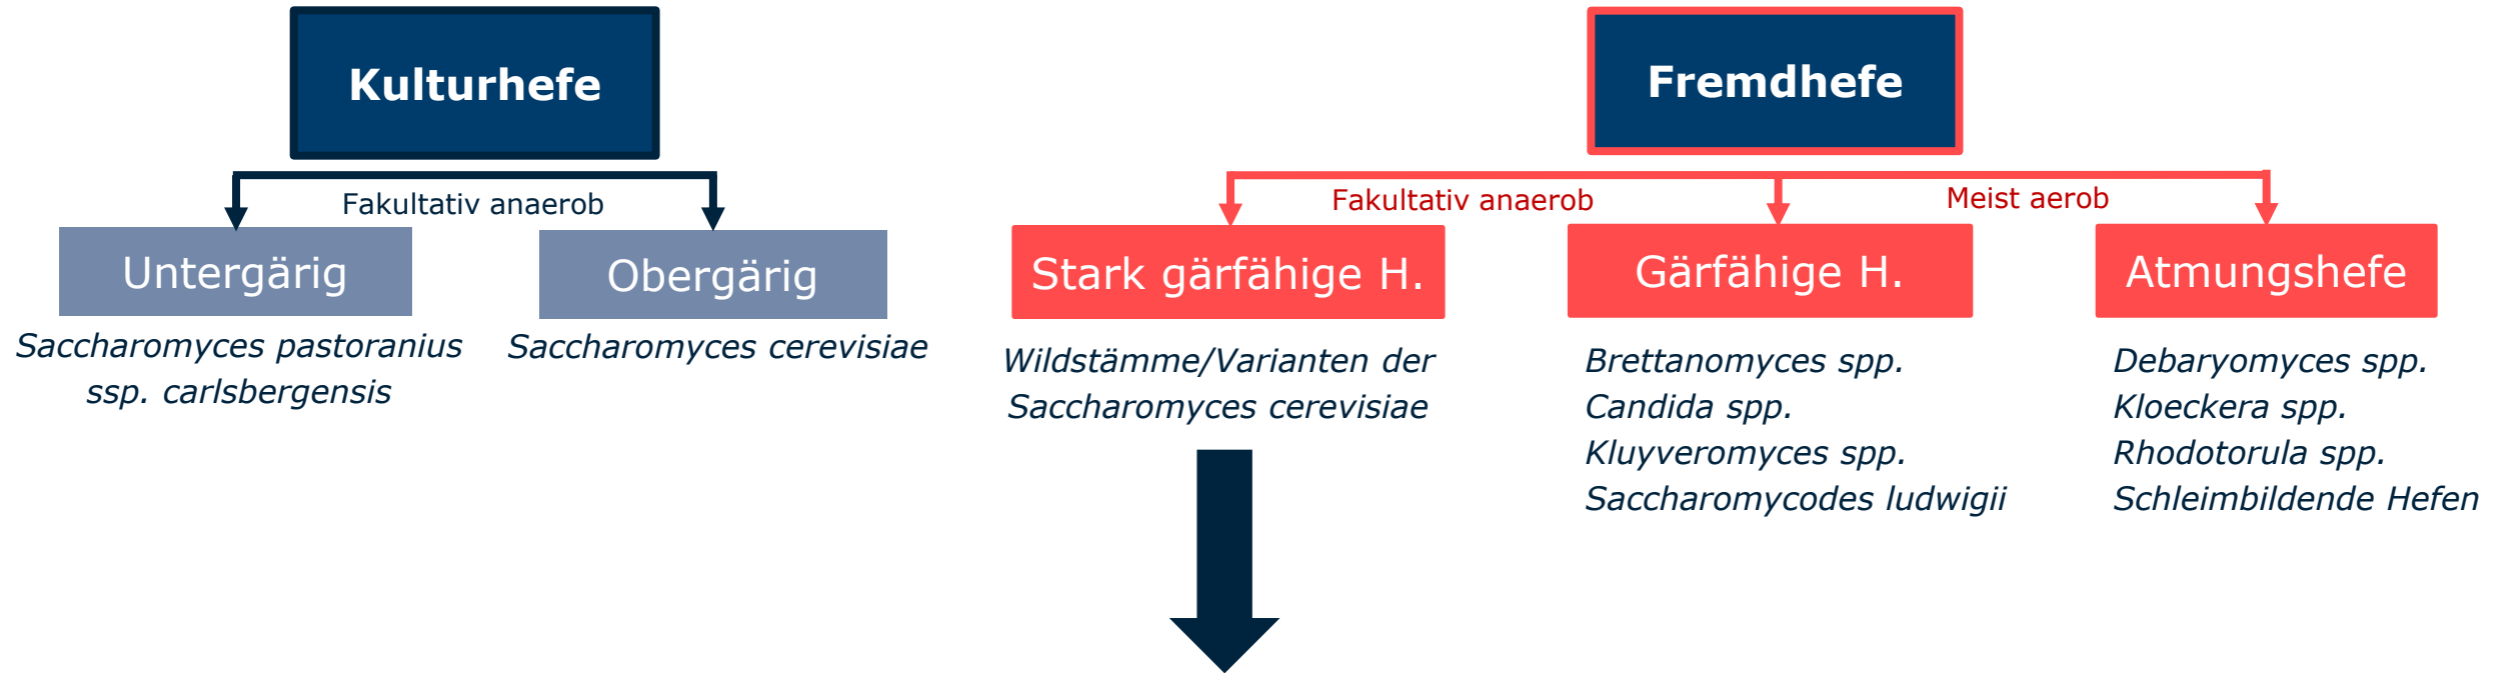 Kulturhefe
Fakultativ anaerob
Untergärig
Saccharomyces pastoranius
ssp. carlsbergensis
Obergärig
Saccharomyces cerevisiae
Fremdhefe
Fakultativ anaerob
Meist aerob
Stark gärfähige H.
Wildstämme/Varianten der
Saccharomyces cerevisiae
Gärfähige H.
Brettanomyces spp.
Candida spp.
Kluyveromyces spp.
Saccharomycodes ludwigii
Atmungshefe
Debaryomyces spp.
Kloeckera spp.
Rhodotorula spp.
Schleimbildende Hefen